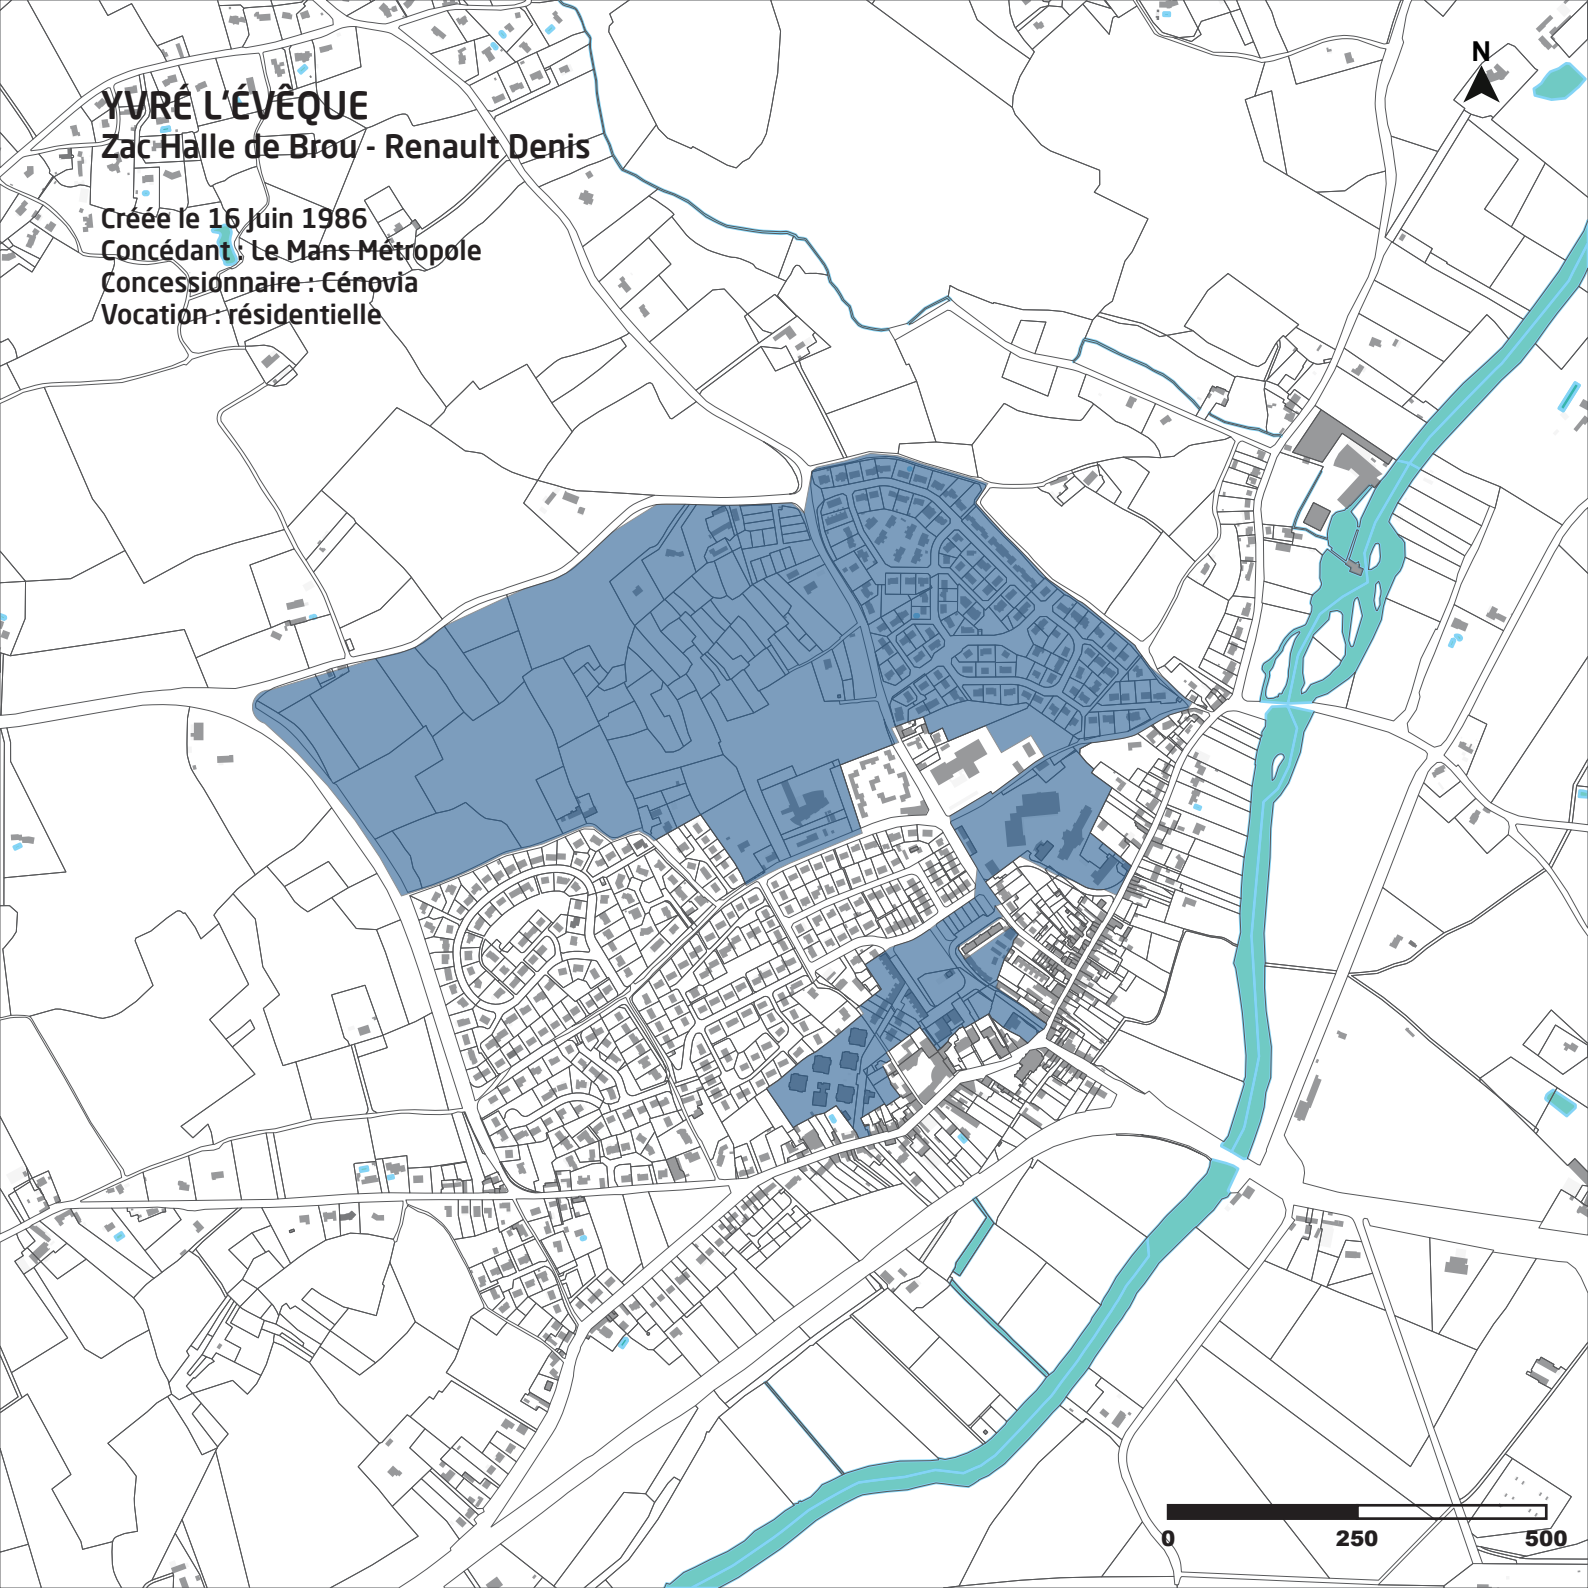 YVRÉ L'ÉVÊQUE
Zac Halle de Brou - Renault Denis
Créée le 16 Juin 1986
Concédant : Le Mans Métropole
Concessionnaire : Cénovia
Vocation : résidentielle
N
0 250 500